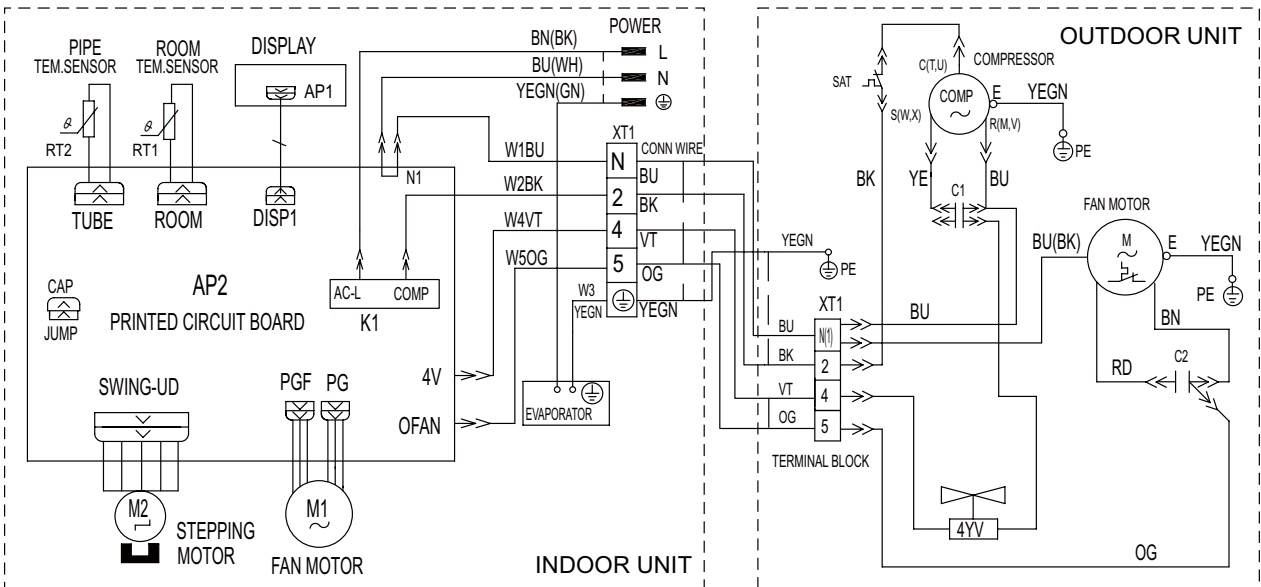 PIPE
TEM.SENSOR
ROOM
TEM.SENSOR
DISPLAY
AP1
RT2
RT1
TUBE
ROOM
DISP1
POWER
BN(BK)
L
BU(WH)
N
YEGN(GN)
N1
W1BU
W2BK
W4VT
W5OG
W3
YEGN
XT1
CONN WIRE
N
BU
2
BK
4
VT
5
OG
YEGN
AP2
PRINTED CIRCUIT BOARD
CAP
JUMP
AC-L
COMP
K1
4V
OFAN
EVAPORATOR
SWING-UD
PGF
PG
M2
STEPPING
MOTOR
M1
FAN MOTOR
INDOOR UNIT
OUTDOOR UNIT
SAT
C(T,U)
COMPRESSOR
COMP
E
YEGN
PE
S(W,X)
R(M,V)
BK
YE
BU
C1
FAN MOTOR
BU(BK)
M
E
YEGN
PE
YEGN
PE
XT1
BU
N(1)
BU
BK
2
VT
4
OG
5
TERMINAL BLOCK
BN
RD
C2
4YV
OG